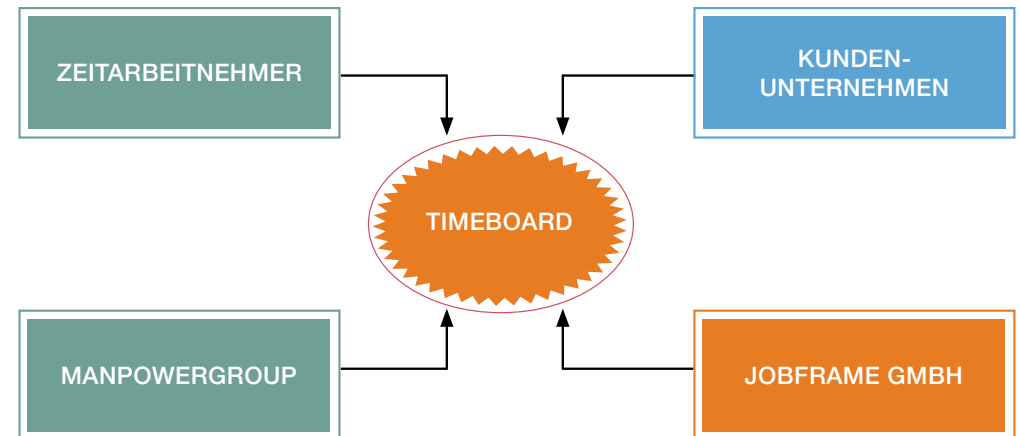 ZEITARBEITNEHMER
KUNDEN-
UNTERNEHMEN
TIMEBOARD
MANPOWERGROUP
JOBFRAME GMBH